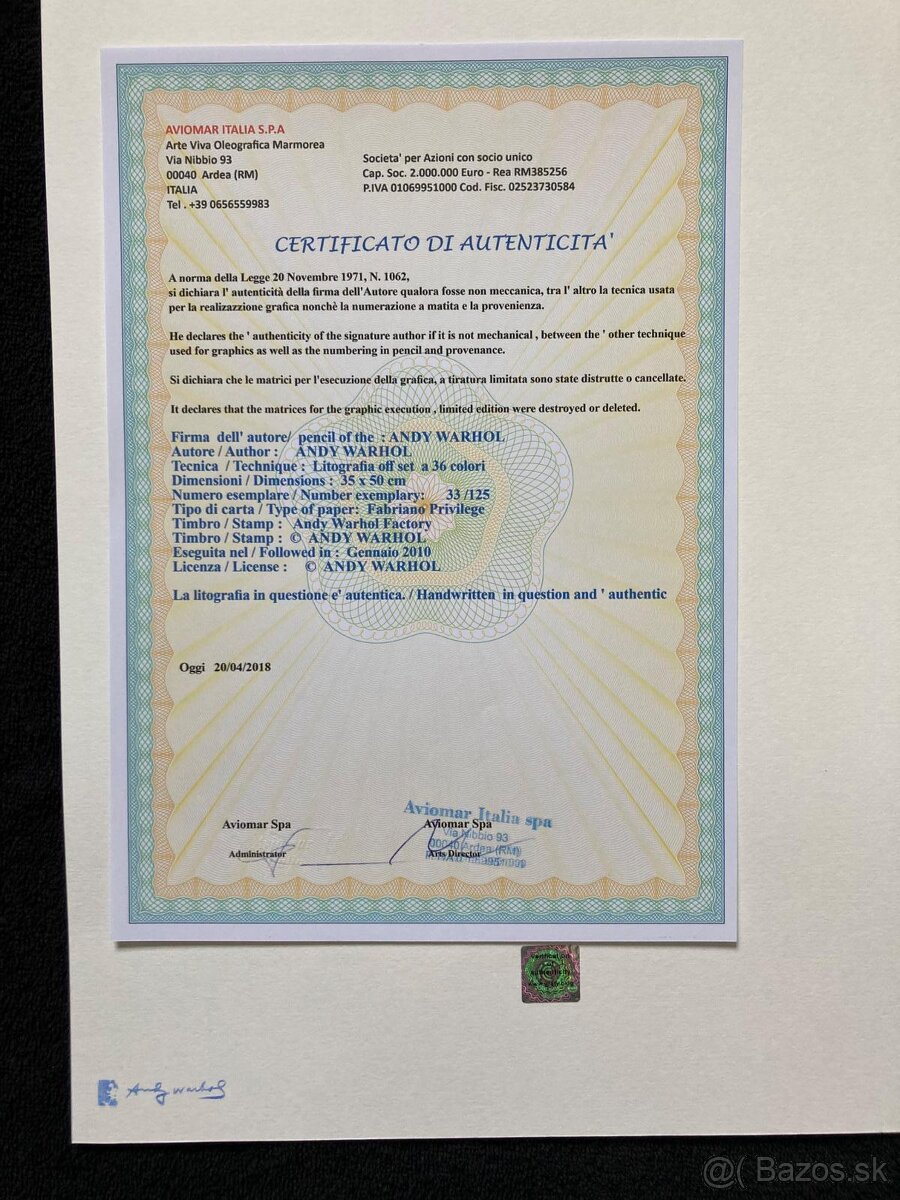 AVIOMAR ITALIA S.P.A
Arte Viva Oleografica Marmorea
Via Nibbio 93
00040 Ardea (RM)
ITALIA
Tel . +39 0656559983
Societa' per Azioni con socio unico
Cap. Soc. 2.000.000 Euro - Rea RM385256
P.IVA 01069951000 Cod. Fisc. 02523730584
CERTIFICATO DI AUTENTICITA'
A norma della Legge 20 Novembre 1971, N. 1062,
si dichiara l' autenticità della firma dell'Autore qualora fosse non meccanica, tra l' altro la tecnica usata
per la realizazzione grafica nonchè la numerazione a matita e la provenienza.
He declares the ' authenticity of the signature author if it is not mechanical , between the ' other technique
used for graphics as well as the numbering in pencil and provenance.
Si dichiara che le matrici per l'esecuzione della grafica, a tiratura limitata sono state distrutte o cancellate.
It declares that the matrices for the graphic execution , limited edition were destroyed or deleted.
Firma dell' autore/ pencil of the : ANDY WARHOL
Autore / Author : ANDY WARHOL
Tecnica / Technique : Litografia off set a 36 colori
Dimensioni / Dimensions : 35 x 50 cm
Numero esemplare / Number exemplary: 33 /125
Tipo di carta / Type of paper: Fabriano Privilege
Timbro / Stamp : Andy Warhol Factory
Timbro / Stamp : © ANDY WARHOL
Eseguita nel / Followed in : Gennaio 2010
Licenza / License : © ANDY WARHOL
La litografia in questione e' autentica. / Handwritten in question and ' authentic
Oggi 20/04/2018
Aviomar Spa
Administrator
Aviomar Spa
Arts Director
Aviomar Italia spa
Via Nibbio 93
00040 Ardea (RM)
authenticity
Andy Warhol
@( Bazos.sk